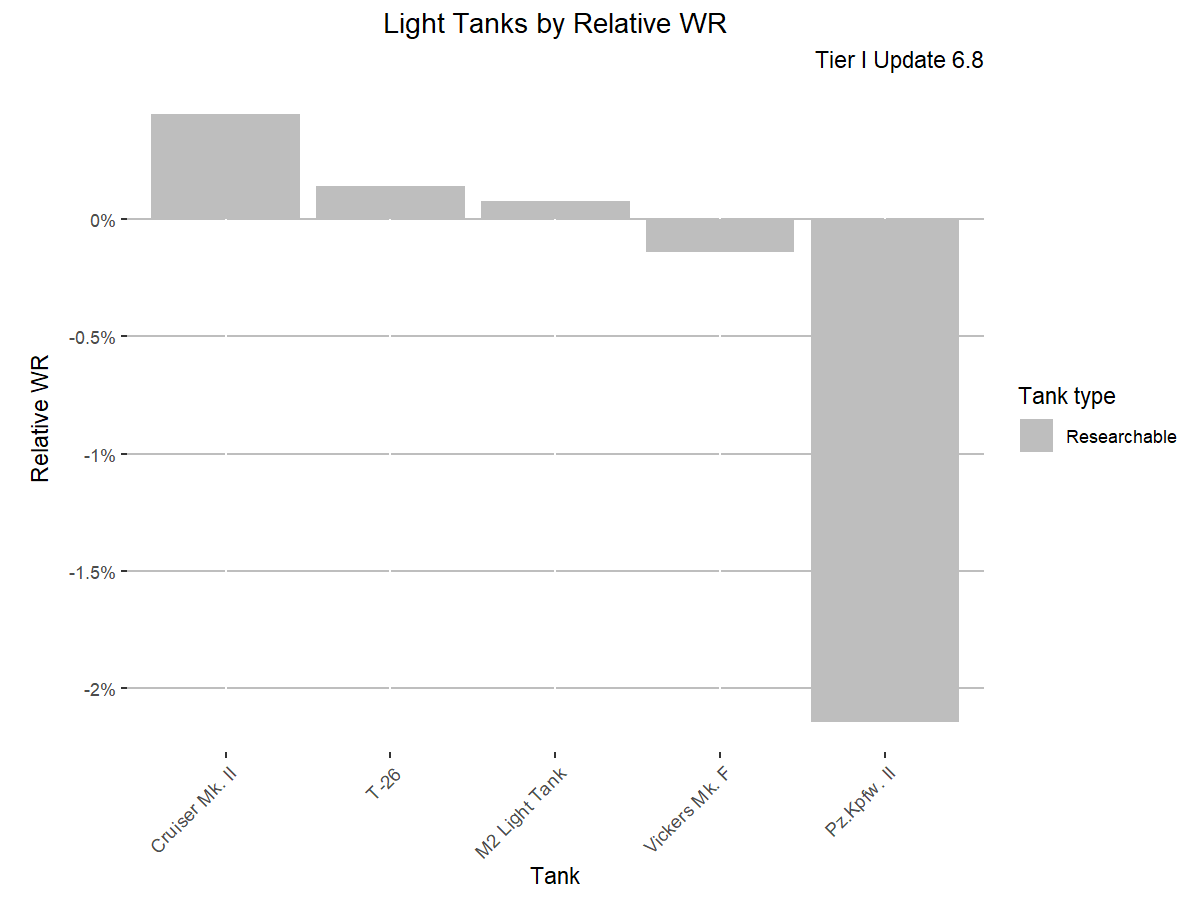 Light Tanks by Relative WR
Tier I Update 6.8
0%
-0.5%
-1%
-1.5%
-2%
Relative WR
Cruiser Mk. II
T-26
M2 Light Tank
Vickers Mk. F
Pz.Kpfw. II
Tank
Tank type
Researchable